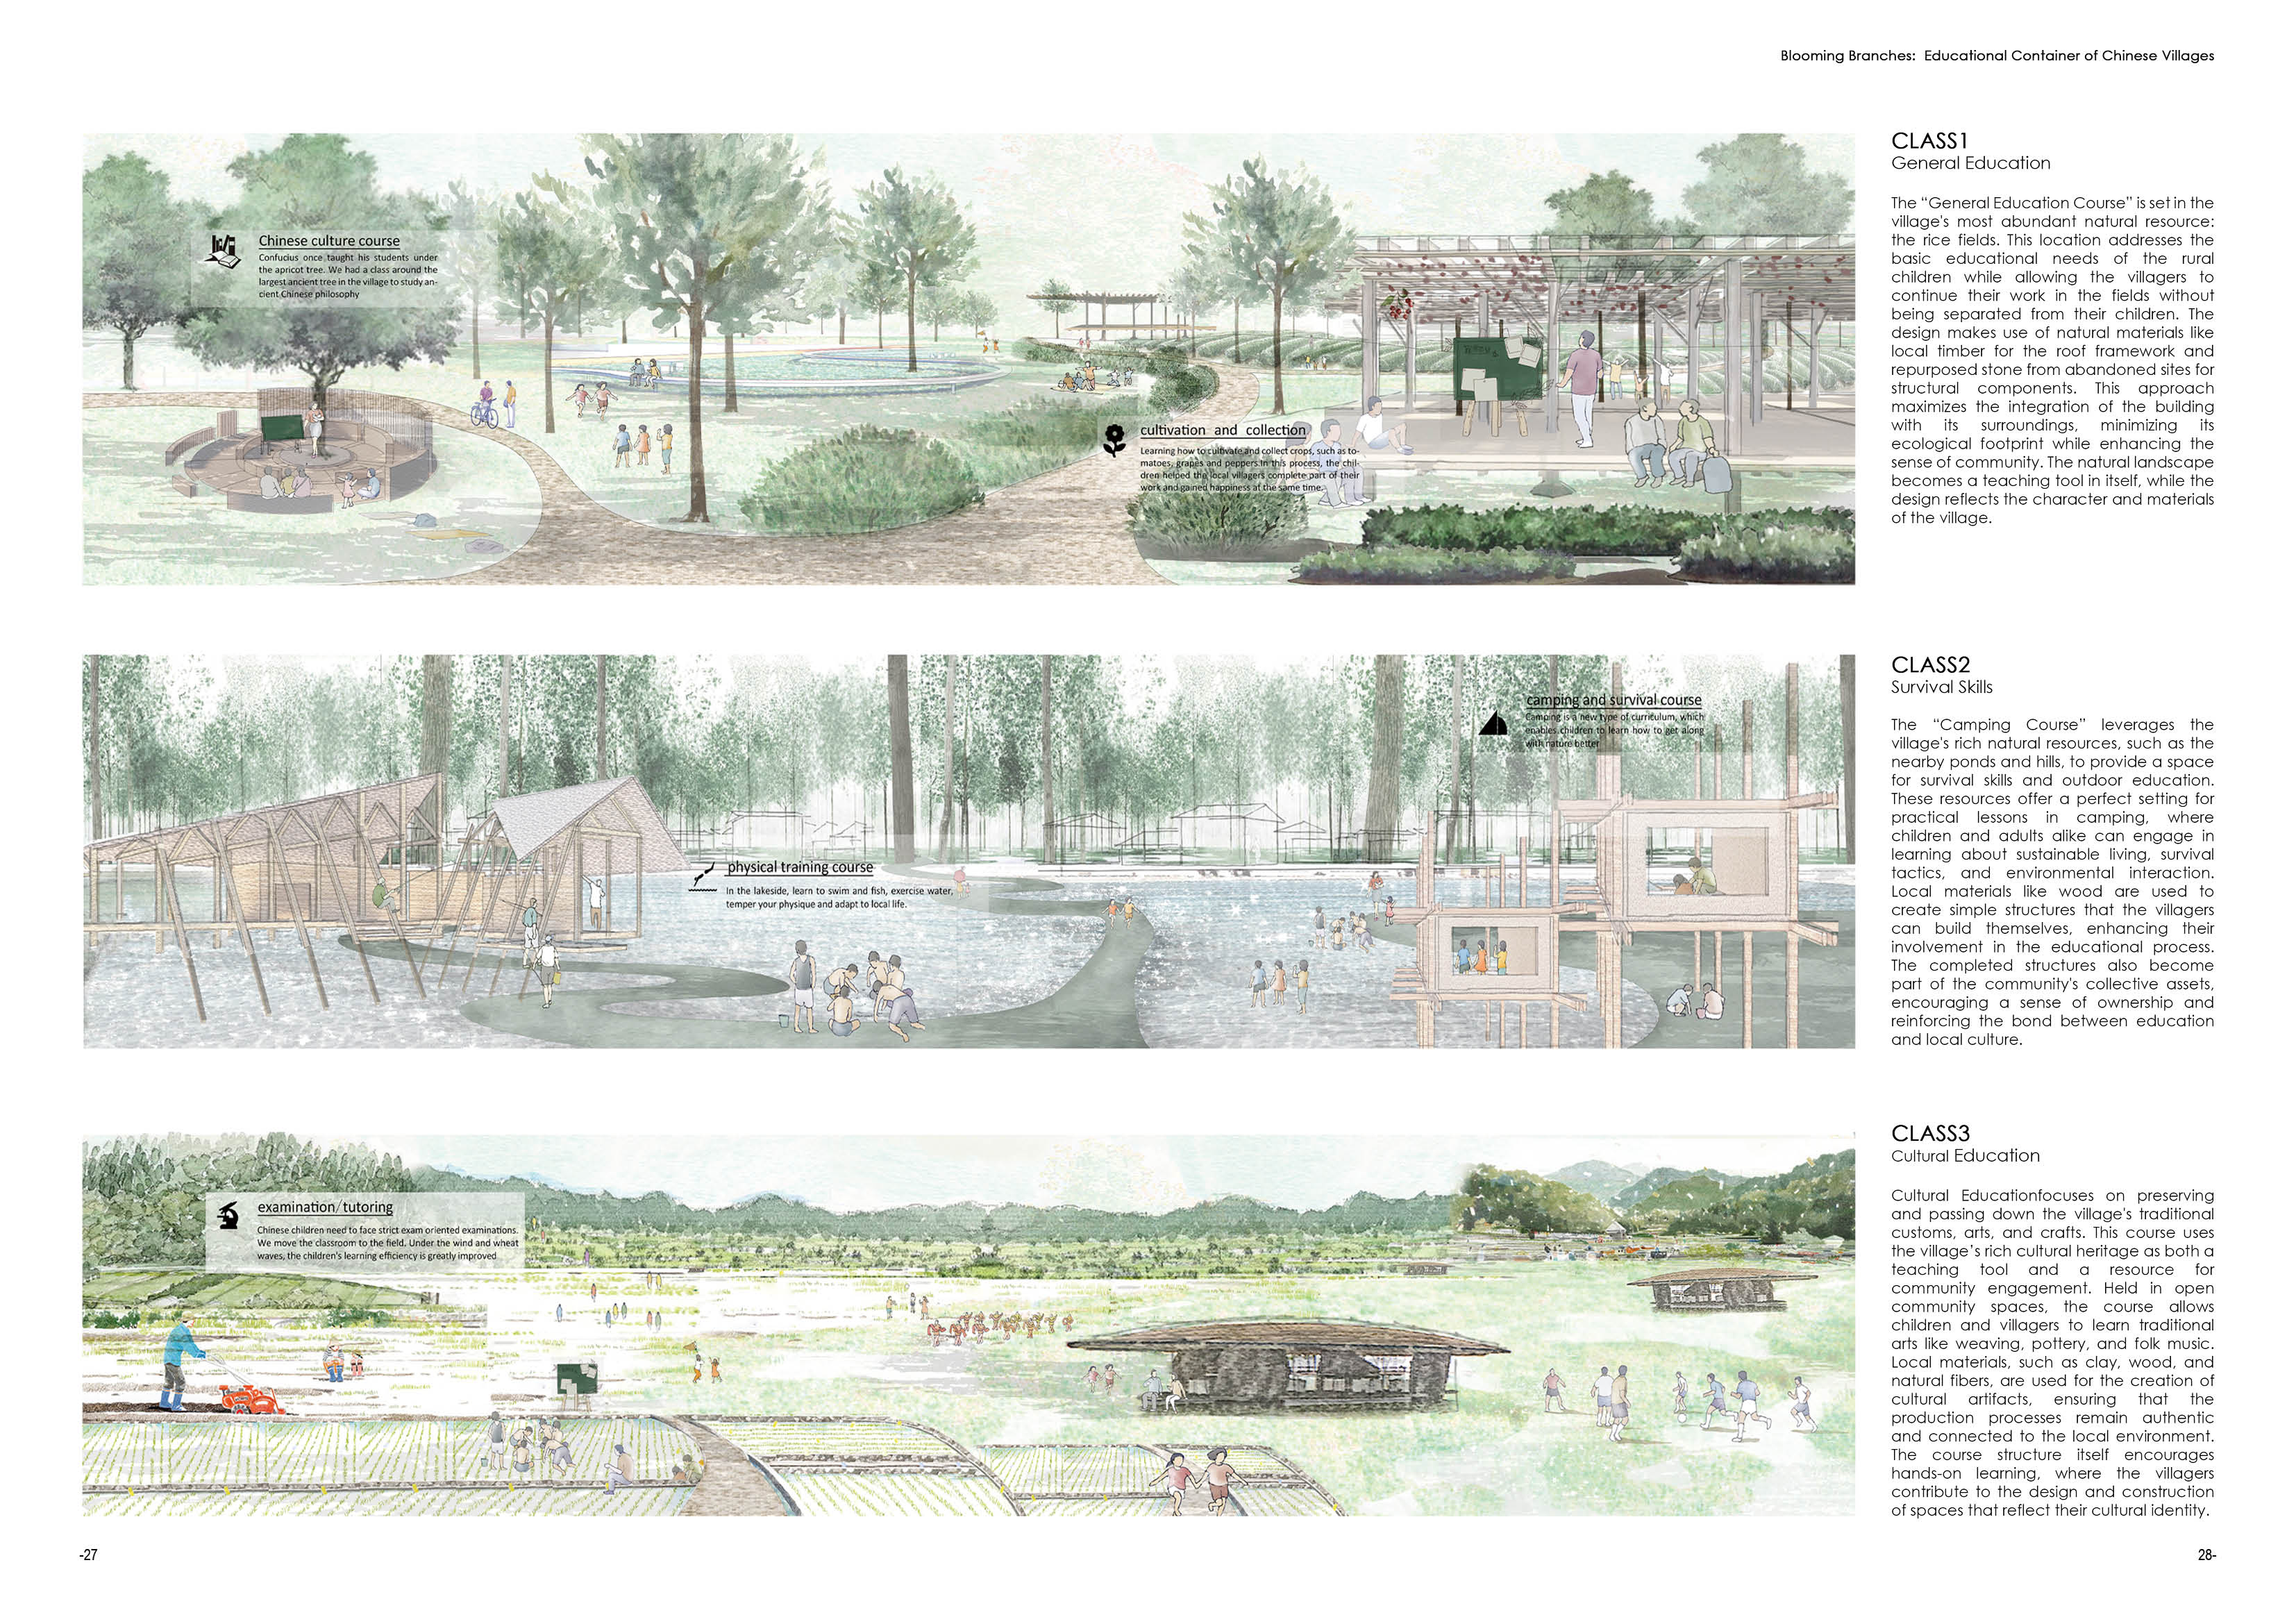 Blooming Branches: Educational Container of Chinese Villages
Chinese culture course
Confucius once taught his students under
the apricot tree. We had a class around the
largest ancient tree in the village to study an-
cient Chinese philosophy
cultivation and collection
Learning how to cultivate and collect crops, such as to-
matoes, grapes and peppers.In this process, the chil-
dren helped the local villagers complete part of their
work and gained happiness at the same time.
CLASS1
General Education
The “General Education Course” is set in the
village's most abundant natural resource:
the rice fields. This location addresses the
basic educational needs of the rural
children while allowing the villagers to
continue their work in the fields without
being separated from their children. The
design makes use of natural materials like
local timber for the roof framework and
repurposed stone from abandoned sites for
structural components. This approach
maximizes the integration of the building
with its surroundings, minimizing its
ecological footprint while enhancing the
sense of community. The natural landscape
becomes a teaching tool in itself, while the
design reflects the character and materials
of the village.
camping and survival course
Camping is a new type of curriculum, which
enables children to learn how to get along
with nature better
physical training course
In the lakeside, learn to swim and fish, exercise water,
temper your physique and adapt to local life.
CLASS2
Survival Skills
The “Camping Course” leverages the
village's rich natural resources, such as the
nearby ponds and hills, to provide a space
for survival skills and outdoor education.
These resources offer a perfect setting for
practical lessons in camping, where
children and adults alike can engage in
learning about sustainable living, survival
tactics, and environmental interaction.
Local materials like wood are used to
create simple structures that the villagers
can build themselves, enhancing their
involvement in the educational process.
The completed structures also become
part of the community's collective assets,
encouraging a sense of ownership and
reinforcing the bond between education
and local culture.
examination/tutoring
Chinese children need to face strict exam oriented examinations.
We move the classroom to the field. Under the wind and wheat
waves, the children's learning efficiency is greatly improved
CLASS3
Cultural Education
Cultural Educationfocuses on preserving
and passing down the village's traditional
customs, arts, and crafts. This course uses
the village’s rich cultural heritage as both a
teaching tool and a resource for
community engagement. Held in open
community spaces, the course allows
children and villagers to learn traditional
arts like weaving, pottery, and folk music.
Local materials, such as clay, wood, and
natural fibers, are used for the creation of
cultural artifacts, ensuring that the
production processes remain authentic
and connected to the local environment.
The course structure itself encourages
hands-on learning, where the villagers
contribute to the design and construction
of spaces that reflect their cultural identity.
-27
28-